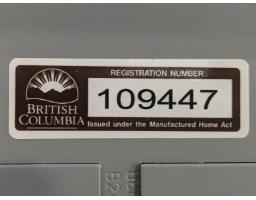 REGISTRATION NUMBER
109447
BRITISH
COLUMBIA
Issued under the Manufactured Home Act